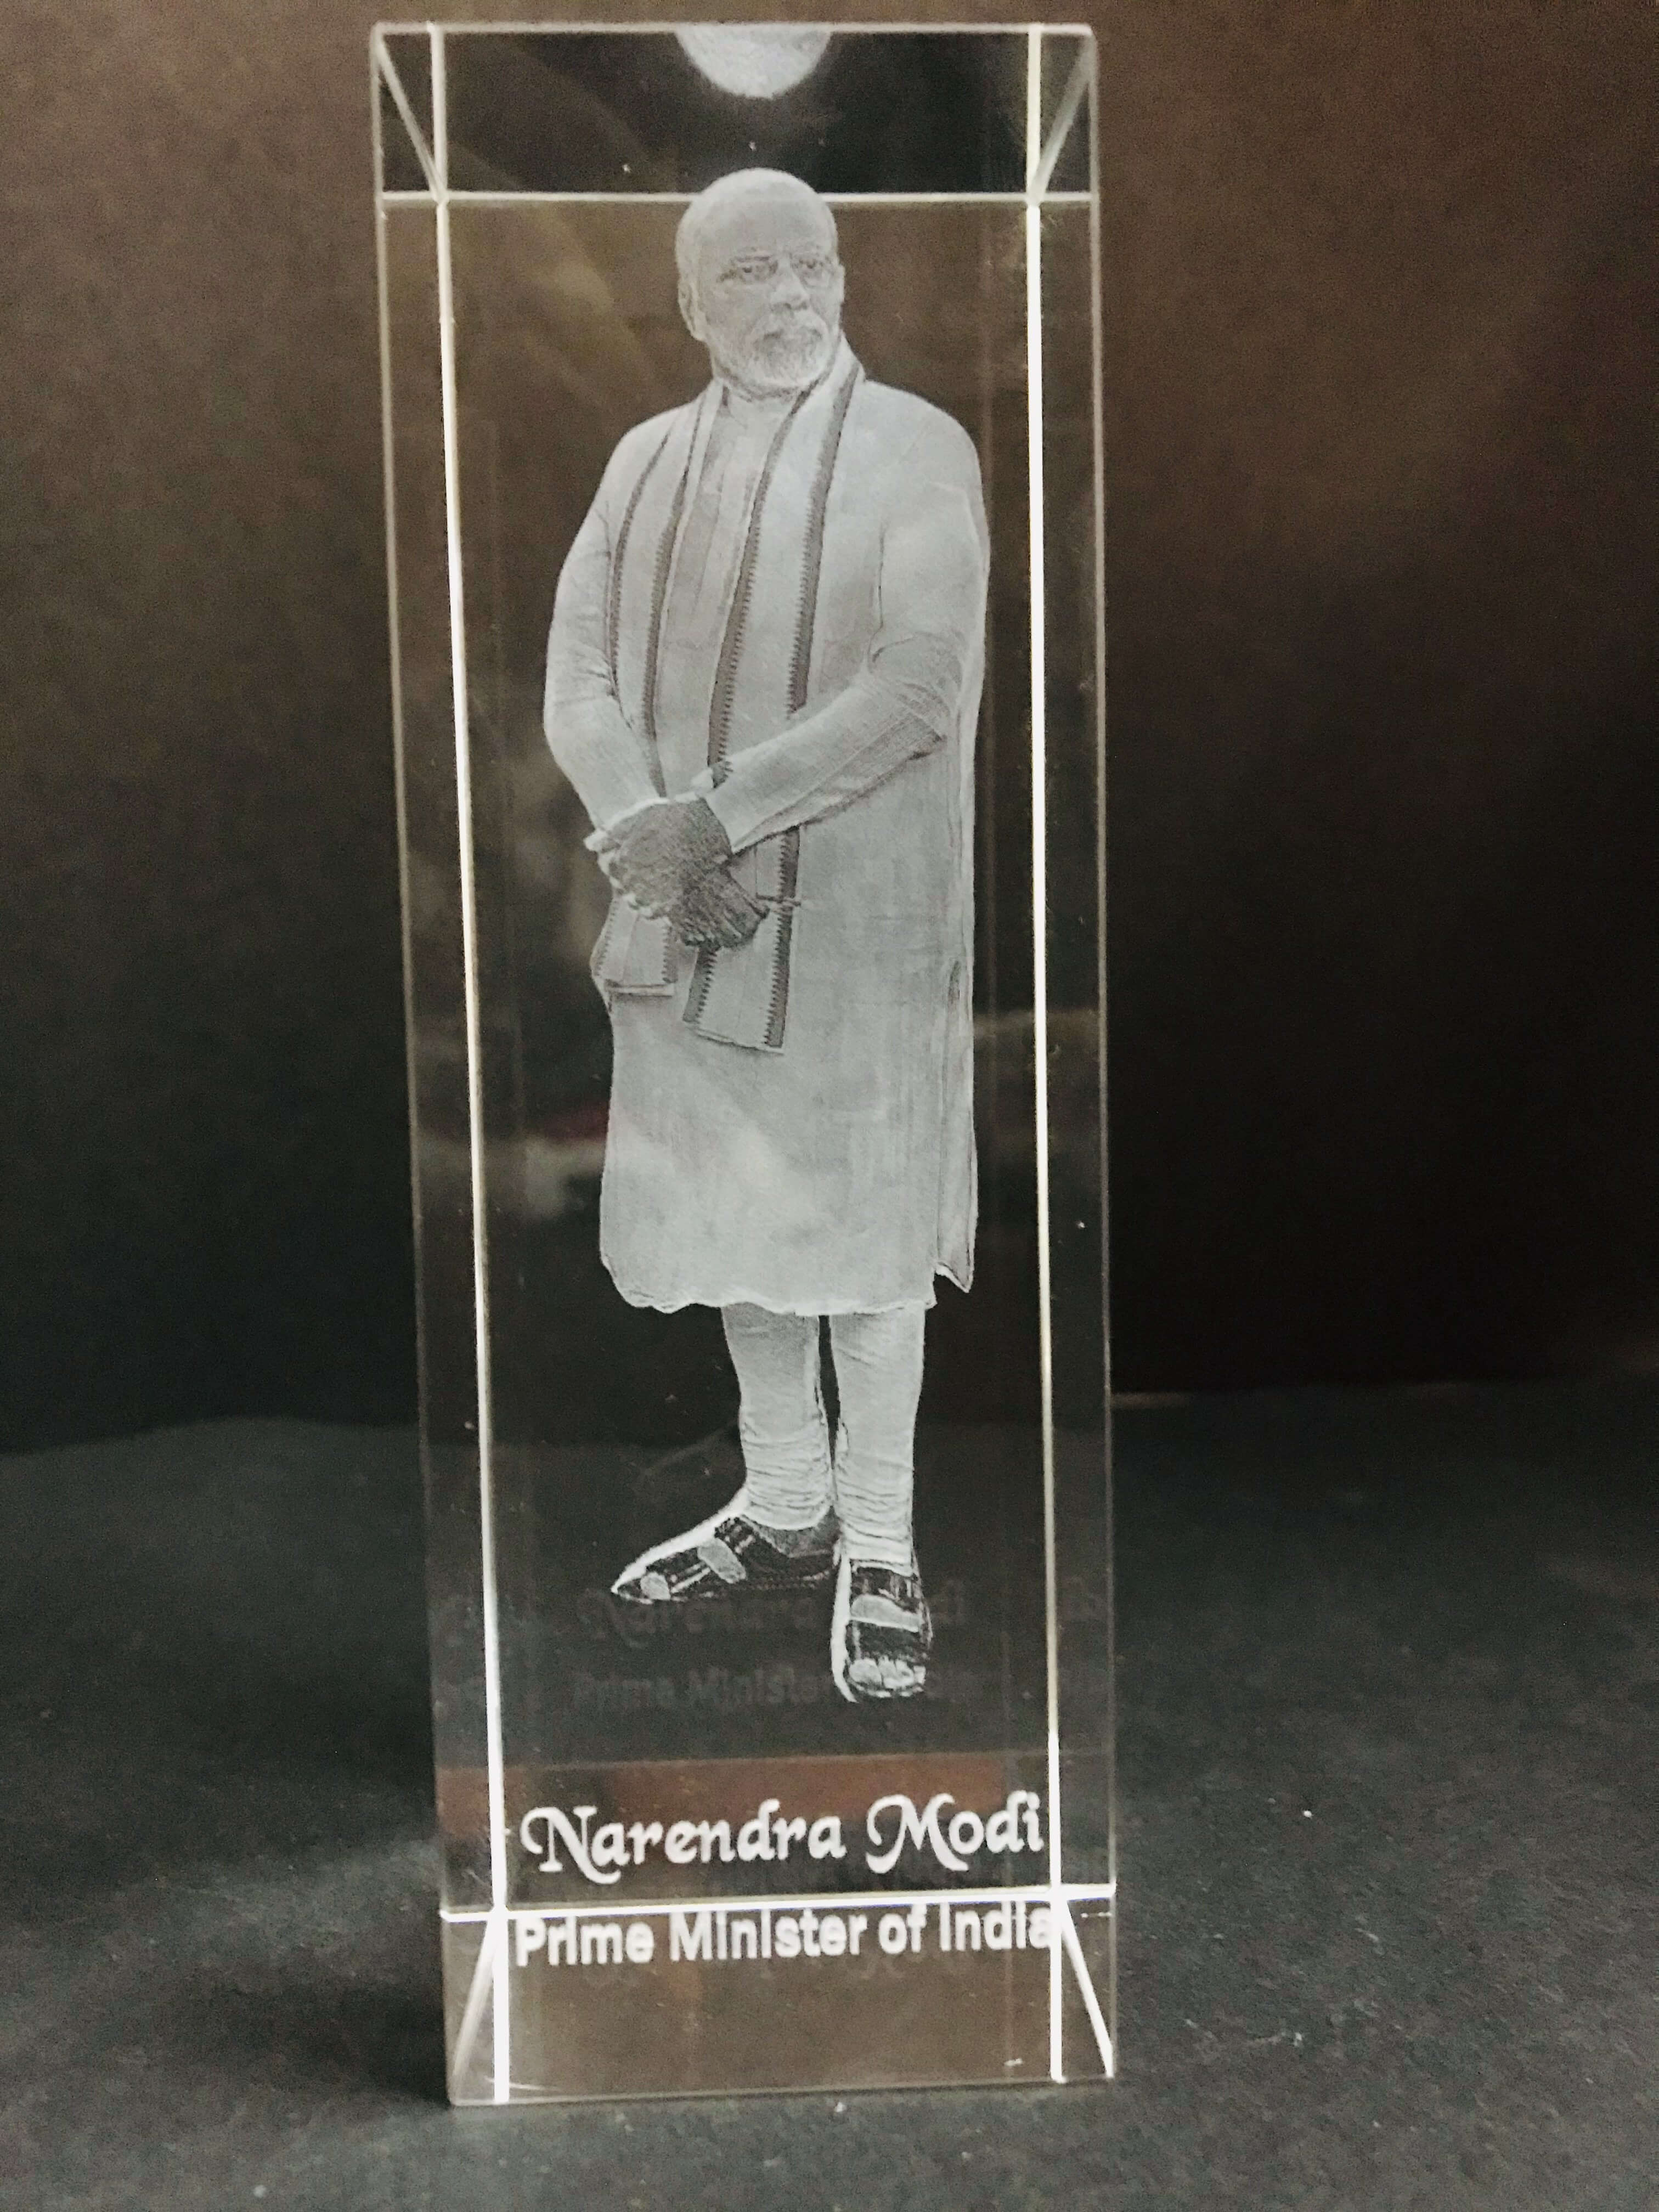 Narendra Modi
Prime Minister of India